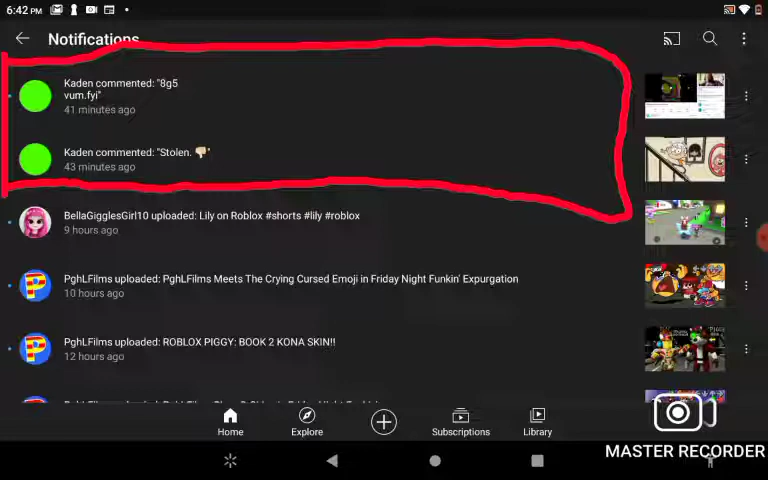 6:42 PM
Notifications
Kaden commented: "8g5
vum.fyi"
41 minutes ago
Kaden commented: "Stolen. 👎🏼"
43 minutes ago
BellaGigglesGirl10 uploaded: Lily on Roblox #shorts #lily #roblox
9 hours ago
PghLFilms uploaded: PghLFilms Meets The Crying Cursed Emoji in Friday Night Funkin' Expurgation
10 hours ago
PghLFilms uploaded: ROBLOX PIGGY: BOOK 2 KONA SKIN!!
12 hours ago
Home
Explore
Subscriptions
Library
MASTER RECORDER